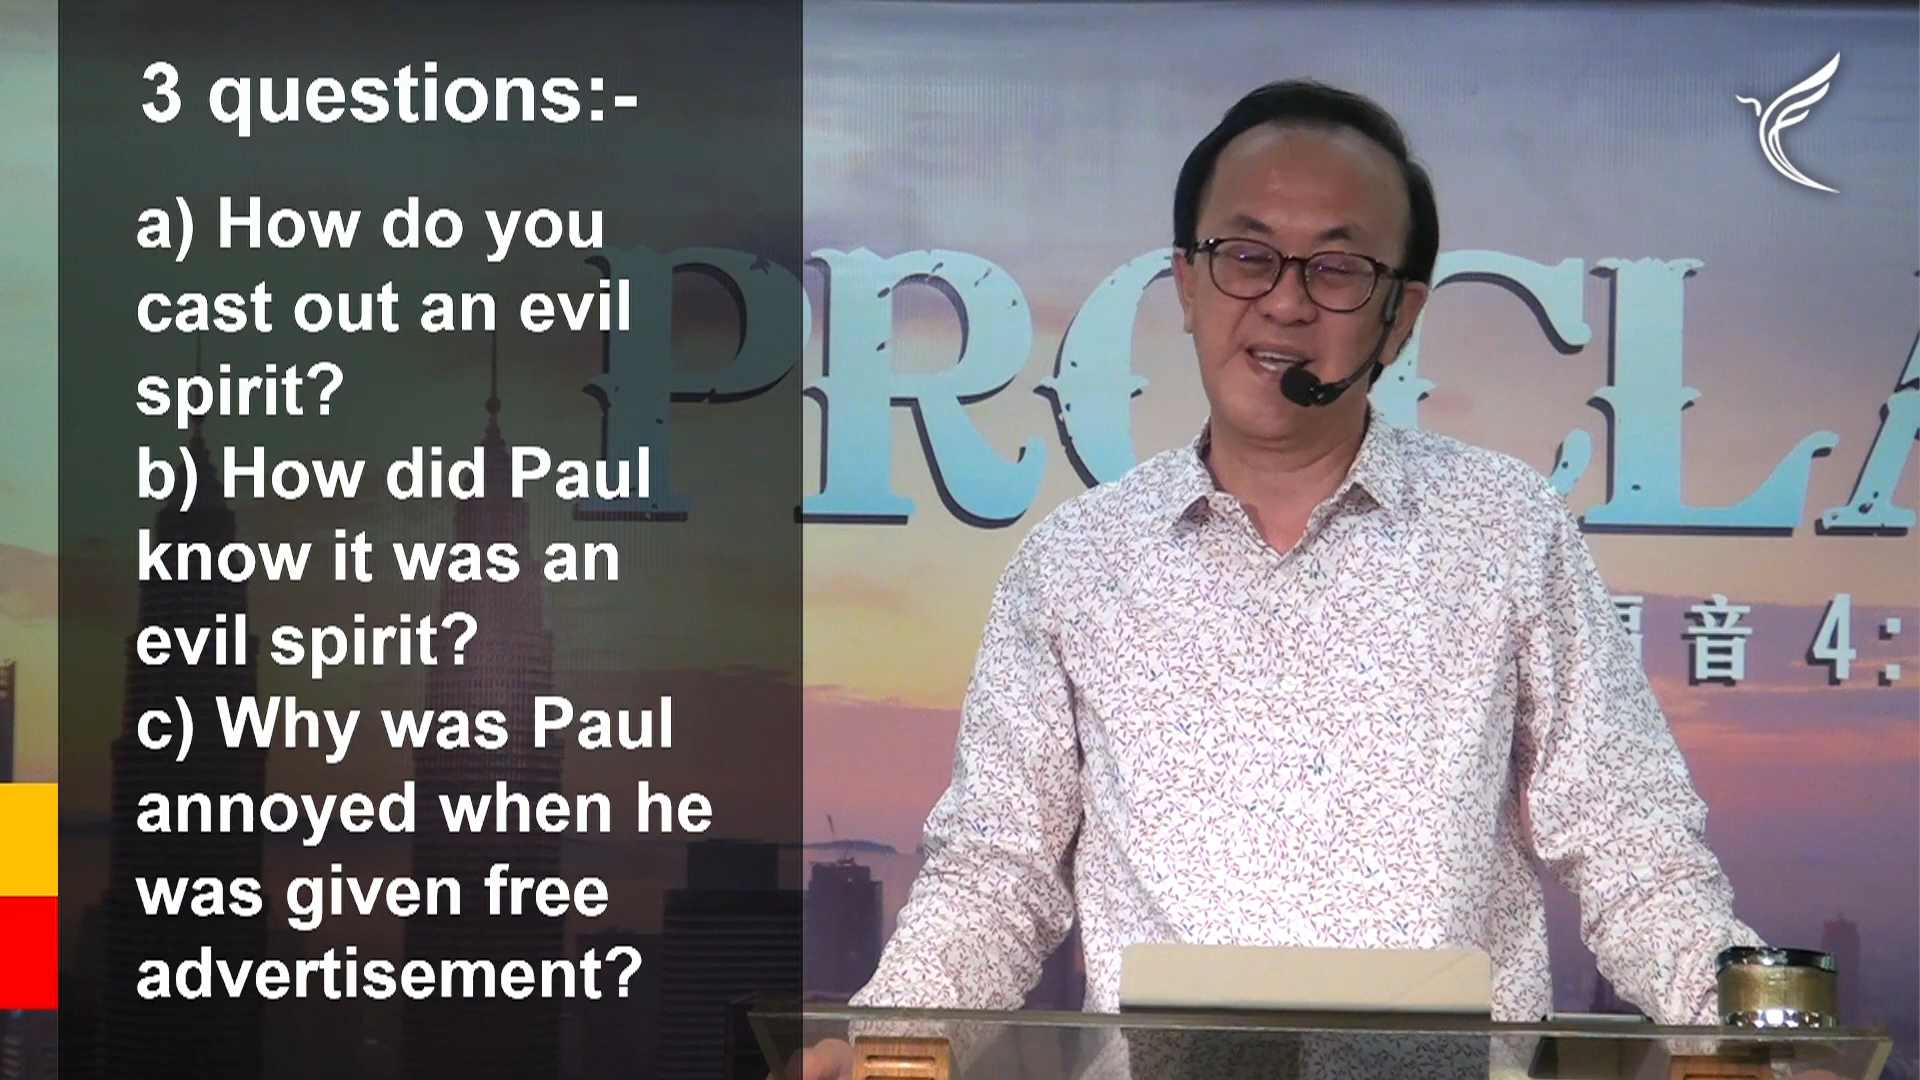 3 questions:-
a) How do you
cast out an evil
spirit?
b) How did Paul
know it was an
evil spirit?
c) Why was Paul
annoyed when he
was given free
advertisement?
PROCLA
音 4: